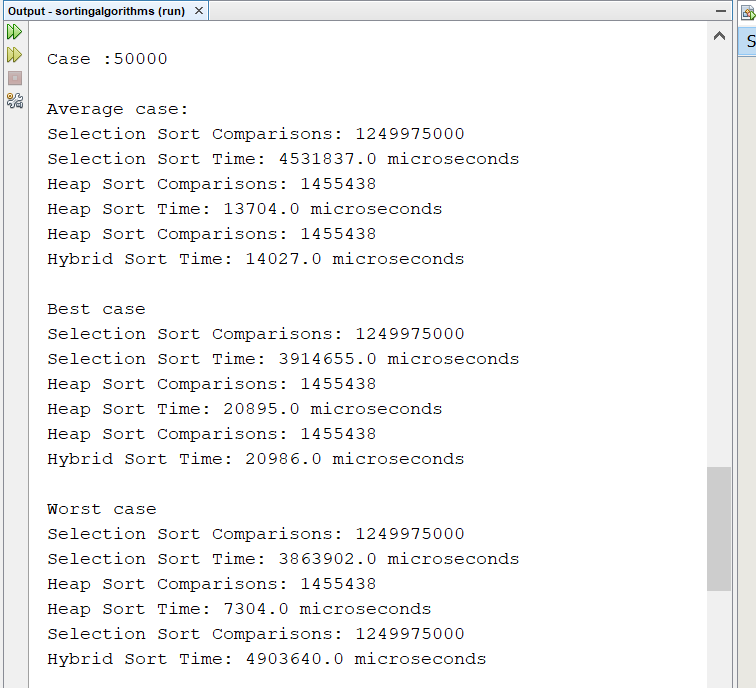 Output - sortingalgorithms (run)
Case :50000
Average case:
Selection Sort Comparisons: 1249975000
Selection Sort Time: 4531837.0 microseconds
Heap Sort Comparisons: 1455438
Heap Sort Time: 13704.0 microseconds
Heap Sort Comparisons: 1455438
Hybrid Sort Time: 14027.0 microseconds
Best case
Selection Sort Comparisons: 1249975000
Selection Sort Time: 3914655.0 microseconds
Heap Sort Comparisons: 1455438
Heap Sort Time: 20895.0 microseconds
Heap Sort Comparisons: 1455438
Hybrid Sort Time: 20986.0 microseconds
Worst case
Selection Sort Comparisons: 1249975000
Selection Sort Time: 3863902.0 microseconds
Heap Sort Comparisons: 1455438
Heap Sort Time: 7304.0 microseconds
Selection Sort Comparisons: 1249975000
Hybrid Sort Time: 4903640.0 microseconds
S